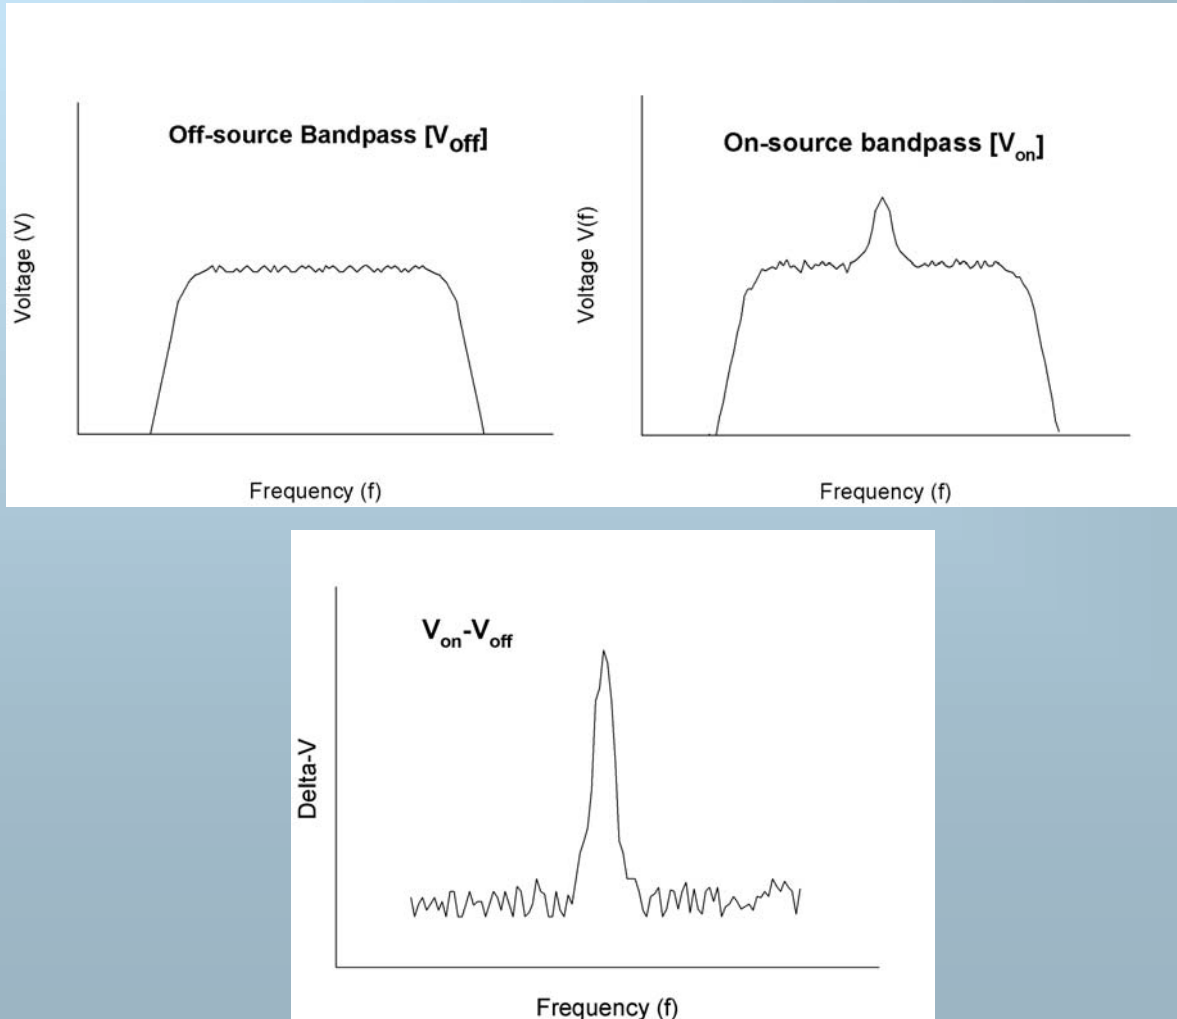 Off-source Bandpass [Voff]
Voltage (V)
Frequency (f)
On-source bandpass [Von]
Voltage V(f)
Frequency (f)
Von-Voff
Delta-V
Frequency (f)